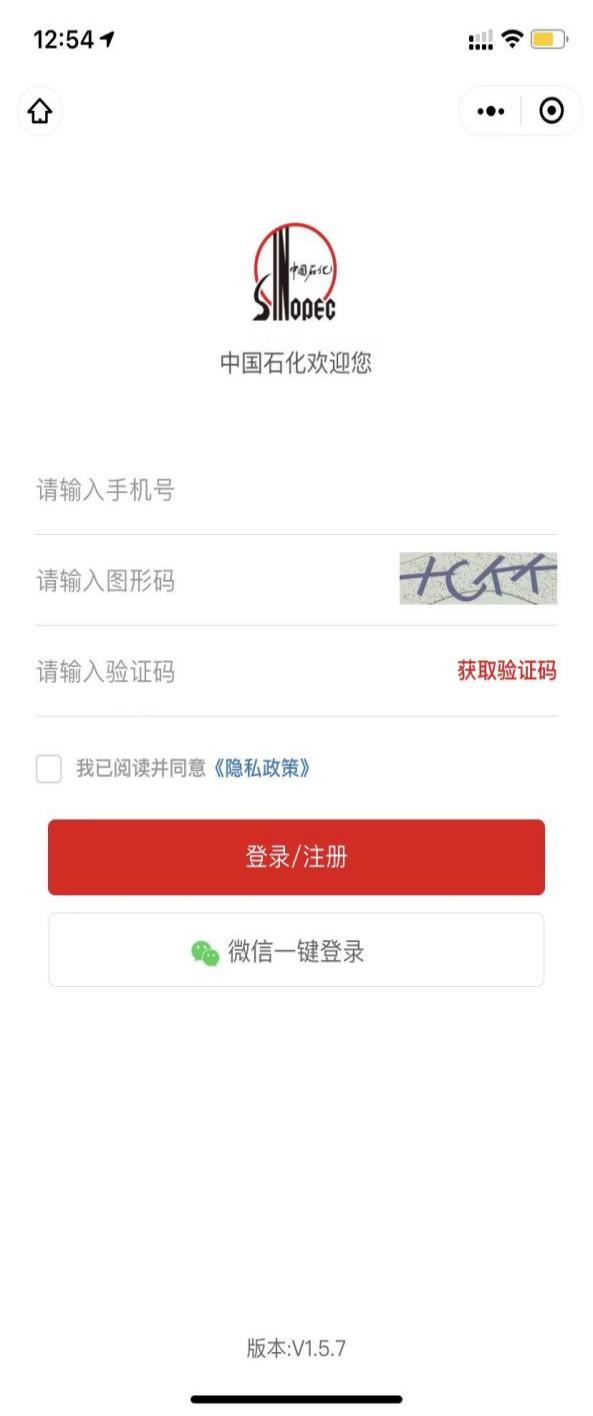 12:54
中国石化
SINOPEC
中国石化欢迎您
请输入手机号
请输入图形码
请输入验证码 获取验证码
我已阅读并同意《隐私政策》
登录/注册
微信一键登录
版本:V1.5.7